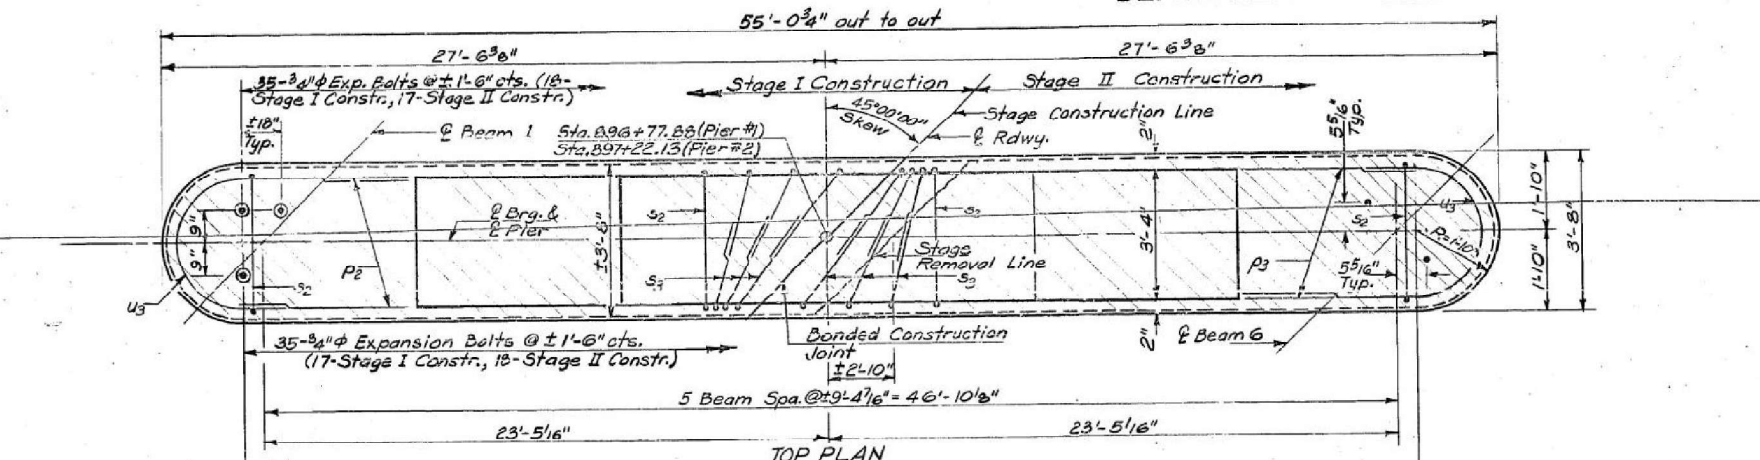 55'-0¾" out to out
27'-6⅜"
27'-6⅜"
35-¾"ϕ Exp. Bolts @ ± 1'-6" cts. (18-
Stage I Constr., 17-Stage II Constr.)
Stage I Construction
Stage II Construction
45°00'00"
Skew
Stage Construction Line
±18"
Typ.
℄ Beam 1
Sta. 896+77.88 (Pier #1)
Sta. 897+22.13 (Pier #2)
℄ Rdwy.
2"
5 5/16"
Typ.
9"
9"
℄ Brg. &
℄ Pier
s2
s2
s2
u3
1'-10"
3'-8"
±3'-8"
3'-4"
Stage
Removal Line
p2
s3
s3
p3
R=1'-10"
5 5/16"
Typ.
1'-10"
s2
u3
35-¾"ϕ Expansion Bolts @ ± 1'-6" cts.
(17-Stage I Constr., 18-Stage II Constr.)
Bonded Construction
Joint
2"
℄ Beam 6
±2'-10"
5 Beam Spa. @ ±9'-4 7/16" = 46'-10⅛"
23'-5 1/16"
23'-5 1/16"
TOP PLAN